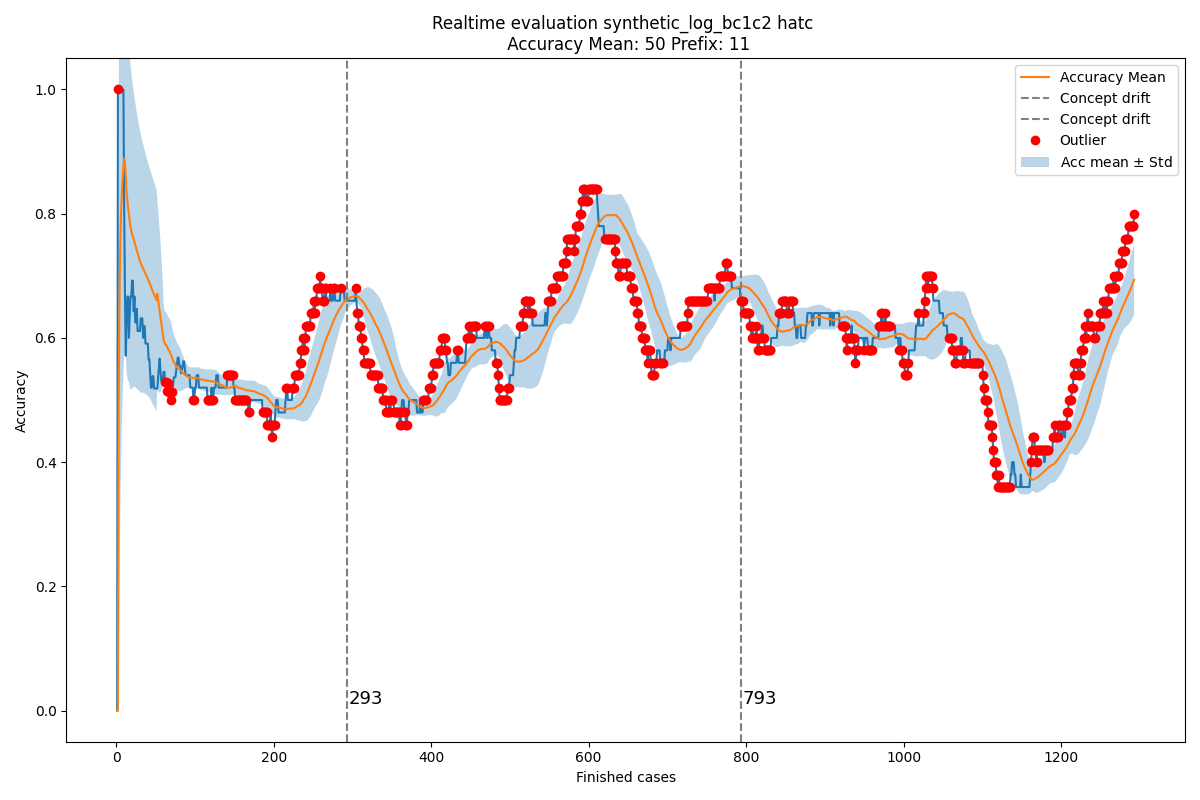 Realtime evaluation synthetic_log_bc1c2 hatc
Accuracy Mean: 50 Prefix: 11
Accuracy Mean
Concept drift
Concept drift
Outlier
Acc mean ± Std
Accuracy
1.0
0.8
0.6
0.4
0.2
0.0
293
793
0
200
400
600
800
1000
1200
Finished cases